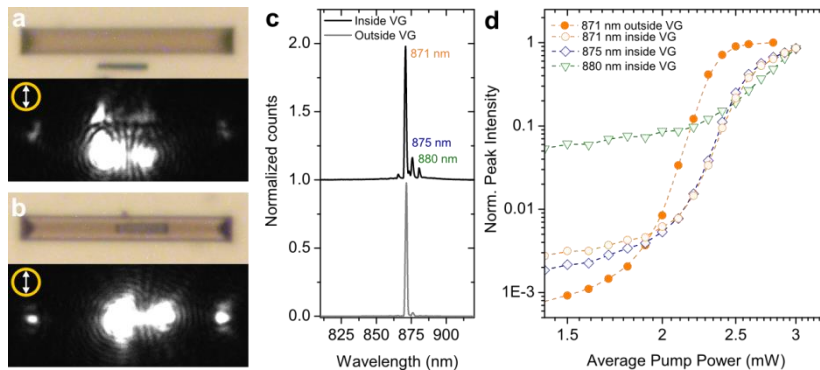 a
b
c
Inside VG
Outside VG
871 nm
875 nm
880 nm
2.0
1.5
1.0
0.5
0.0
Normalized counts
825
850
875
900
Wavelength (nm)
d
871 nm outside VG
871 nm inside VG
875 nm inside VG
880 nm inside VG
1
0.1
0.01
1E-3
Norm. Peak Intensity
1.5
2
2.5
3
Average Pump Power (mW)